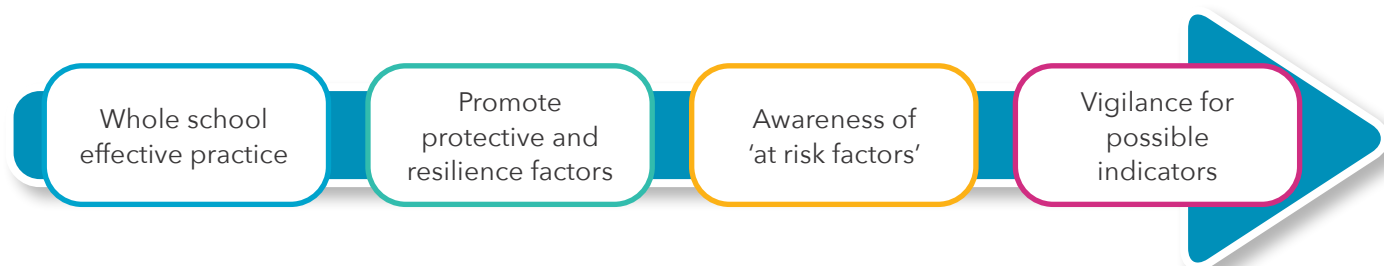 Whole school
effective practice
Promote
protective and
resilience factors
Awareness of
‘at risk factors’
Vigilance for
possible
indicators